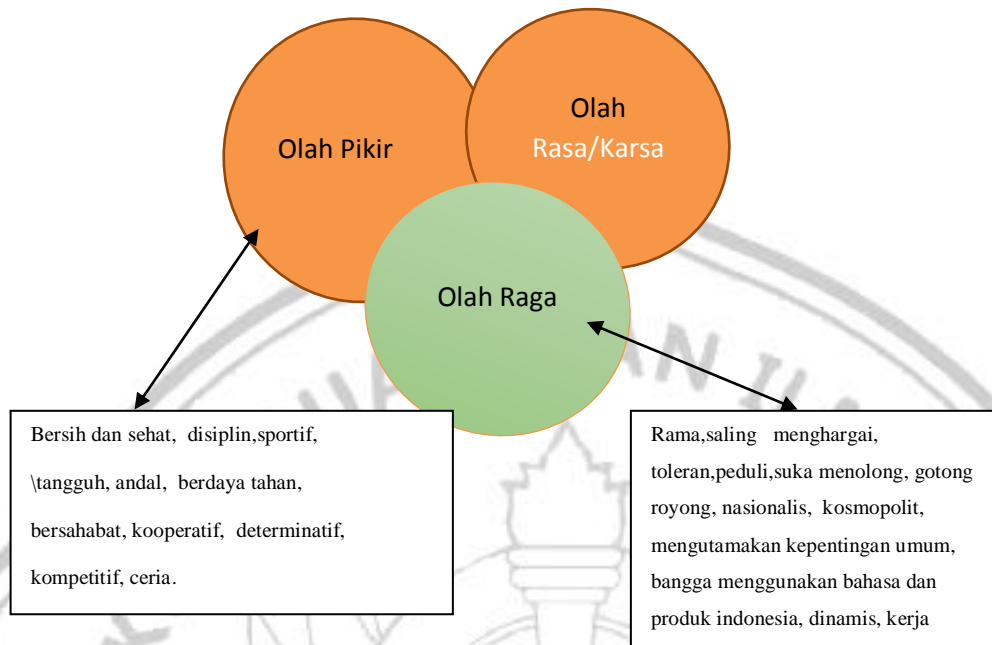 Olah Pikir
Olah
Rasa/Karsa
Olah Raga
Bersih dan sehat, disiplin,sportif,
\tangguh, andal, berdaya tahan,
bersahabat, kooperatif, determinatif,
kompetitif, ceria.
Rama,saling menghargai,
toleran,peduli,suka menolong, gotong
royong, nasionalis, kosmopolit,
mengutamakan kepentingan umum,
bangga menggunakan bahasa dan
produk indonesia, dinamis, kerja